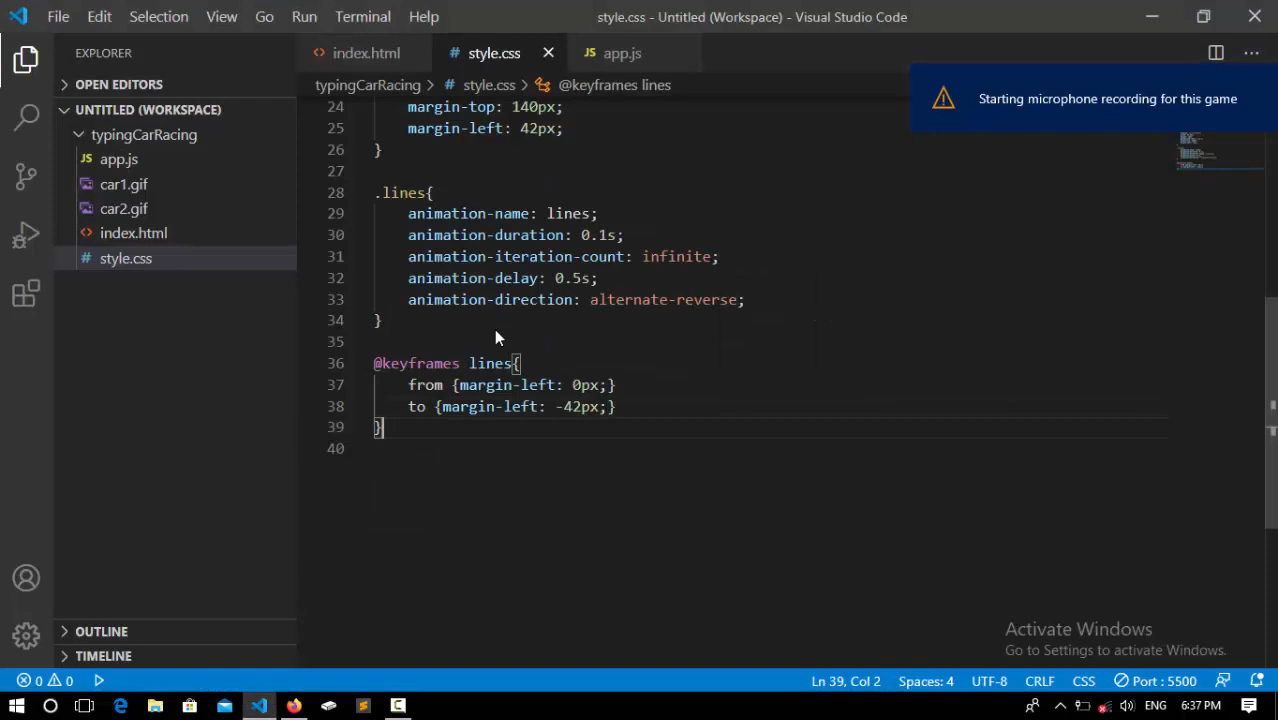 File Edit Selection View Go Run Terminal Help
style.css - Untitled (Workspace) - Visual Studio Code
EXPLORER
index.html
style.css
app.js
OPEN EDITORS
typingCarRacing > style.css > @keyframes lines
Starting microphone recording for this game
UNTITLED (WORKSPACE)
typingCarRacing
app.js
car1.gif
car2.gif
index.html
style.css
24 margin-top: 140px;
25 margin-left: 42px;
26 }
27
28 .lines{
29 animation-name: lines;
30 animation-duration: 0.1s;
31 animation-iteration-count: infinite;
32 animation-delay: 0.5s;
33 animation-direction: alternate-reverse;
34 }
35
36 @keyframes lines{
37 from {margin-left: 0px;}
38 to {margin-left: -42px;}
39 }
40
OUTLINE
TIMELINE
Activate Windows
Go to Settings to activate Windows.
0 0
Ln 39, Col 2 Spaces: 4 UTF-8 CRLF CSS Port : 5500
ENG 6:37 PM